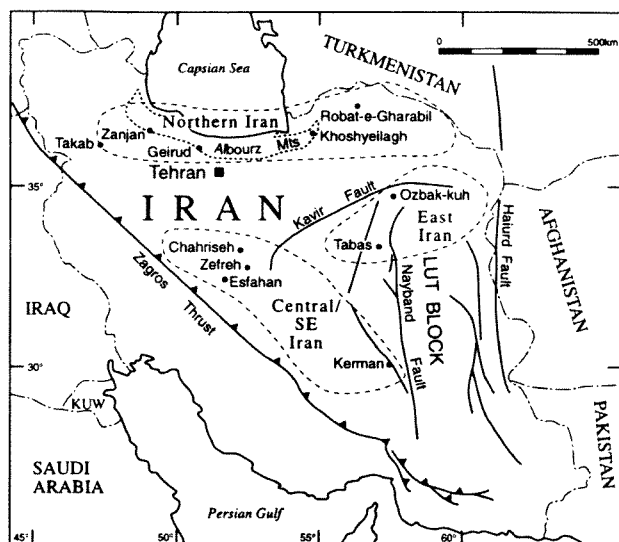 TURKMENISTAN
0
500km
Capsian Sea
Northern Iran
Robat-e-Gharabil
Zanjan
Khoshyeilagh
Takab
Geirud
Albourz
Mts
Tehran
35°
IRAN
Kavir Fault
Ozbak-kuh
East
Iran
Haiurd Fault
AFGHANISTAN
Chahriseh
Tabas
Zefreh
Esfahan
Zagros Thrust
Nayband Fault
LUT BLOCK
IRAQ
Central/
SE
Iran
30°
Kerman
KUW
PAKISTAN
SAUDI
ARABIA
Persian Gulf
45°
50°
55°
60°